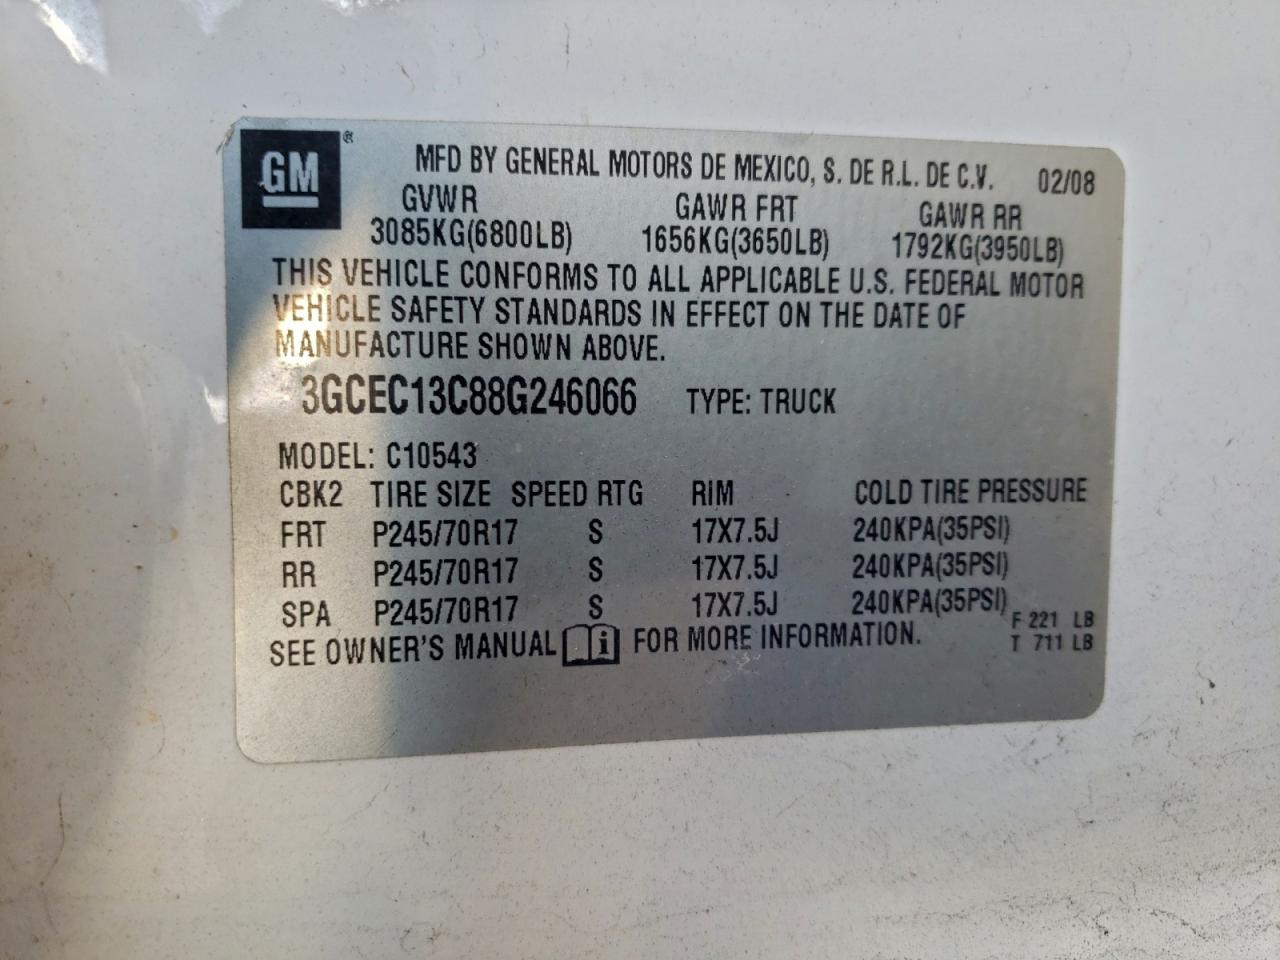 GM ®
MFD BY GENERAL MOTORS DE MEXICO, S. DE R.L. DE C.V. 02/08
GVWR GAWR FRT GAWR RR
3085KG(6800LB) 1656KG(3650LB) 1792KG(3950LB)
THIS VEHICLE CONFORMS TO ALL APPLICABLE U.S. FEDERAL MOTOR
VEHICLE SAFETY STANDARDS IN EFFECT ON THE DATE OF
MANUFACTURE SHOWN ABOVE.
3GCEC13C88G246066 TYPE: TRUCK
MODEL: C10543
CBK2 TIRE SIZE SPEED RTG RIM COLD TIRE PRESSURE
FRT P245/70R17 S 17X7.5J 240KPA(35PSI)
RR P245/70R17 S 17X7.5J 240KPA(35PSI)
SPA P245/70R17 S 17X7.5J 240KPA(35PSI)
F 221 LB
SEE OWNER'S MANUAL i FOR MORE INFORMATION.
T 711 LB